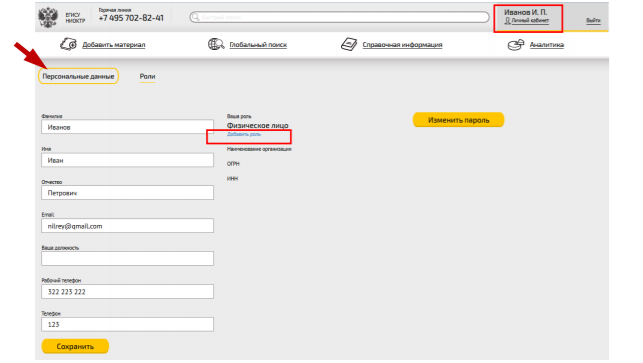 ЕГИСУ
НИОКТР
Горячая линия
+7 495 702-82-41
Быстрый поиск
Иванов И. П.
Личный кабинет
Выйти
Добавить материал
Глобальный поиск
Справочная информация
Аналитика
Персональные данные
Роли
Фамилия
Иванов
Имя
Иван
Отчество
Петрович
Email
nilrey@gmail.com
Ваша должность
Рабочий телефон
322 223 222
Телефон
123
Сохранить
Ваша роль
Физическое лицо
Добавить роль
Наименование организации
ОГРН
ИНН
Изменить пароль